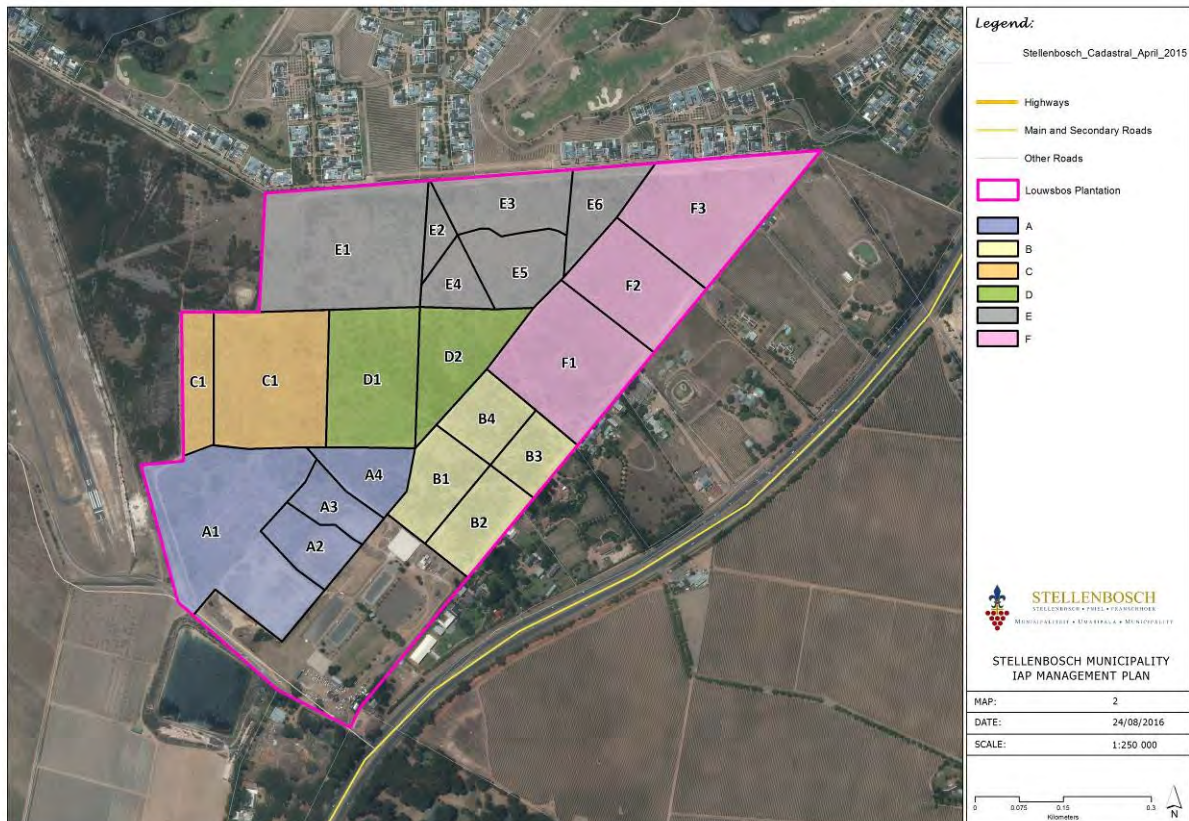 E1
E2
E3
E6
E4
E5
F3
F2
F1
C1
C1
D1
D2
B4
B3
B1
B2
A4
A3
A1
A2
Legend:
Stellenbosch_Cadastral_April_2015
Highways
Main and Secondary Roads
Other Roads
Louwsbos Plantation
A
B
C
D
E
F
STELLENBOSCH
STELLENBOSCH • PNIEL • FRANSCHHOEK
MUNISIPALITEIT • UMASIPALA • MUNICIPALITY
STELLENBOSCH MUNICIPALITY
IAP MANAGEMENT PLAN
MAP: 2
DATE: 24/08/2016
SCALE: 1:250 000
0 0.075 0.15 0.3
Kilometers
N